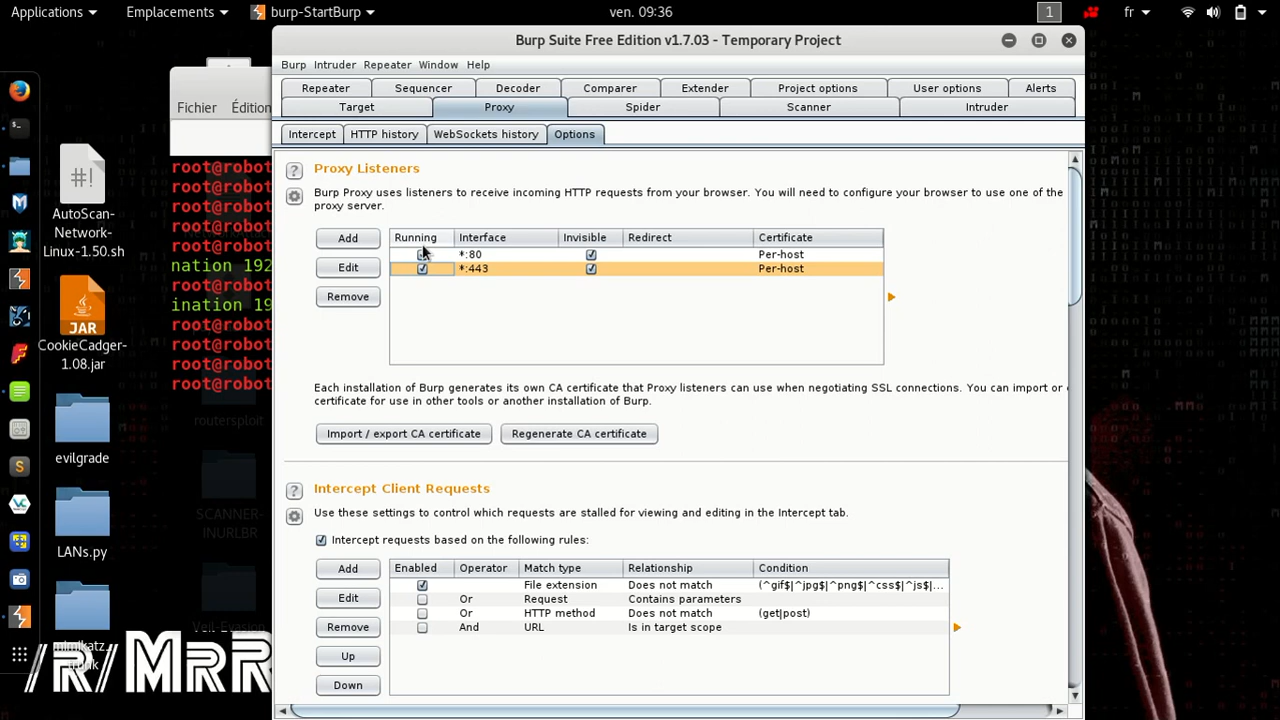 Applications Emplacements burp-StartBurp ven. 09:36 1 fr
Burp Suite Free Edition v1.7.03 - Temporary Project
Burp Intruder Repeater Window Help
Repeater Sequencer Decoder Comparer Extender Project options User options Alerts
Target Proxy Spider Scanner Intruder
Intercept HTTP history WebSockets history Options
Fichier Édition
? Proxy Listeners
Burp Proxy uses listeners to receive incoming HTTP requests from your browser. You will need to configure your browser to use one of the
proxy server.
Add Running Interface Invisible Redirect Certificate
*:80 Per-host
Edit *:443 Per-host
Remove
Each installation of Burp generates its own CA certificate that Proxy listeners can use when negotiating SSL connections. You can import or
certificate for use in other tools or another installation of Burp.
Import / export CA certificate Regenerate CA certificate
? Intercept Client Requests
Use these settings to control which requests are stalled for viewing and editing in the Intercept tab.
Intercept requests based on the following rules:
Add Enabled Operator Match type Relationship Condition
File extension Does not match (^gif$|^jpg$|^png$|^css$|^js$|...
Edit Or Request Contains parameters
Or HTTP method Does not match (get|post)
Remove And URL Is in target scope
Up
Down
root@robot
root@robot
root@robot
root@robot
root@robot
nation 192
root@robot
ination 19
root@robot
root@robot
root@robot
root@robot
#!
AutoScan-
Network-
Linux-1.50.sh
JAR
CookieCadger-
1.08.jar
evilgrade
LANs.py
mimikatz_
trunk
routersploit
SCANNER-
INURLBR
Veil-Evasion
/r/MrR